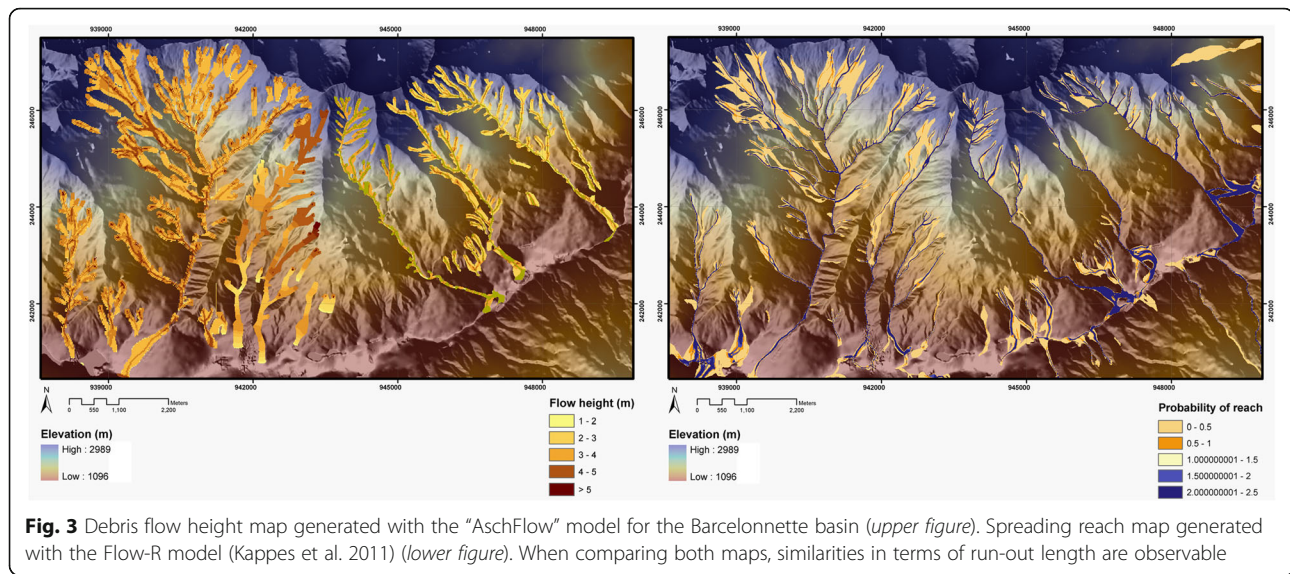 939000 942000 945000 948000
939000 942000 945000 948000
246000 246000 246000 246000
244000 244000 244000 244000
242000 242000 242000 242000
939000 942000 945000 948000
939000 942000 945000 948000
N
0 550 1,100 2,200
Meters
Elevation (m)
High : 2989
Low : 1096
Flow height (m)
1 - 2
2 - 3
3 - 4
4 - 5
> 5
N
0 550 1,100 2,200
Meters
Elevation (m)
High : 2989
Low : 1096
Probability of reach
0 - 0.5
0.5 - 1
1.000000001 - 1.5
1.500000001 - 2
2.000000001 - 2.5
Fig. 3 Debris flow height map generated with the “AschFlow” model for the Barcelonnette basin (upper figure). Spreading reach map generated
with the Flow-R model (Kappes et al. 2011) (lower figure). When comparing both maps, similarities in terms of run-out length are observable